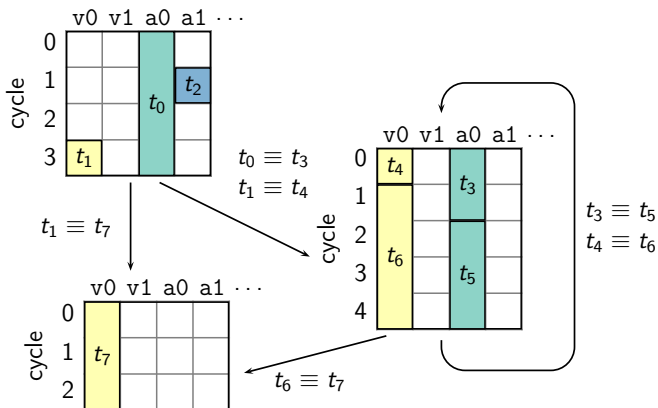 v0 v1 a0 a1 ⋯
cycle
0
1
2
3
t₀
t₂
t₁
t₀ ≡ t₃
t₁ ≡ t₄
t₁ ≡ t₇
v0 v1 a0 a1 ⋯
cycle
0
1
2
3
4
t₄
t₃
t₆
t₅
t₃ ≡ t₅
t₄ ≡ t₆
v0 v1 a0 a1 ⋯
cycle
0
1
2
t₇
t₆ ≡ t₇